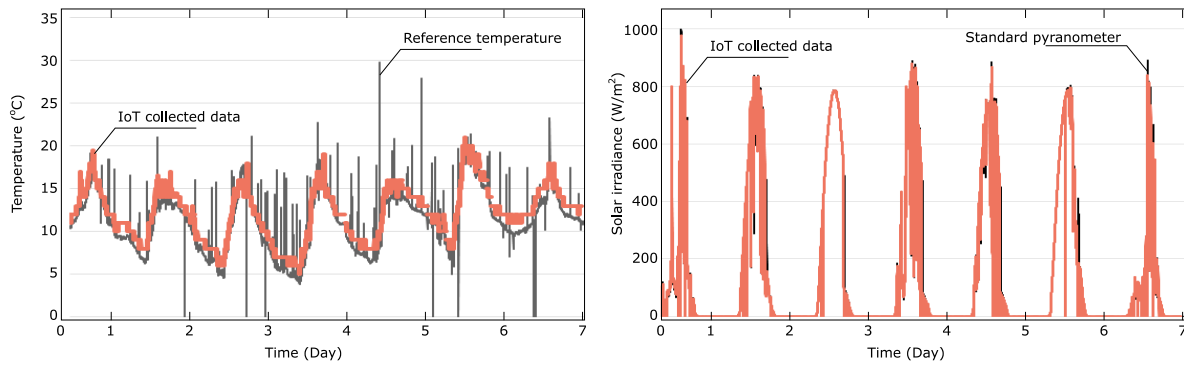 35
30
25
20
15
10
5
0
Temperature (°C)
Reference temperature
IoT collected data
0 1 2 3 4 5 6 7
Time (Day)
1000
800
600
400
200
0
Solar irradiance (W/m²)
IoT collected data
Standard pyranometer
0 1 2 3 4 5 6 7
Time (Day)